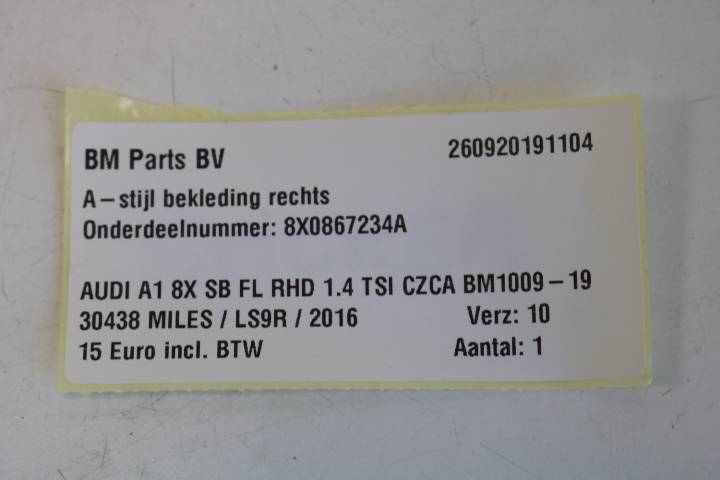 BM Parts BV 260920191104
A-stijl bekleding rechts
Onderdeelnummer: 8X0867234A
AUDI A1 8X SB FL RHD 1.4 TSI CZCA BM1009-19
30438 MILES / LS9R / 2016 Verz: 10
15 Euro incl. BTW Aantal: 1